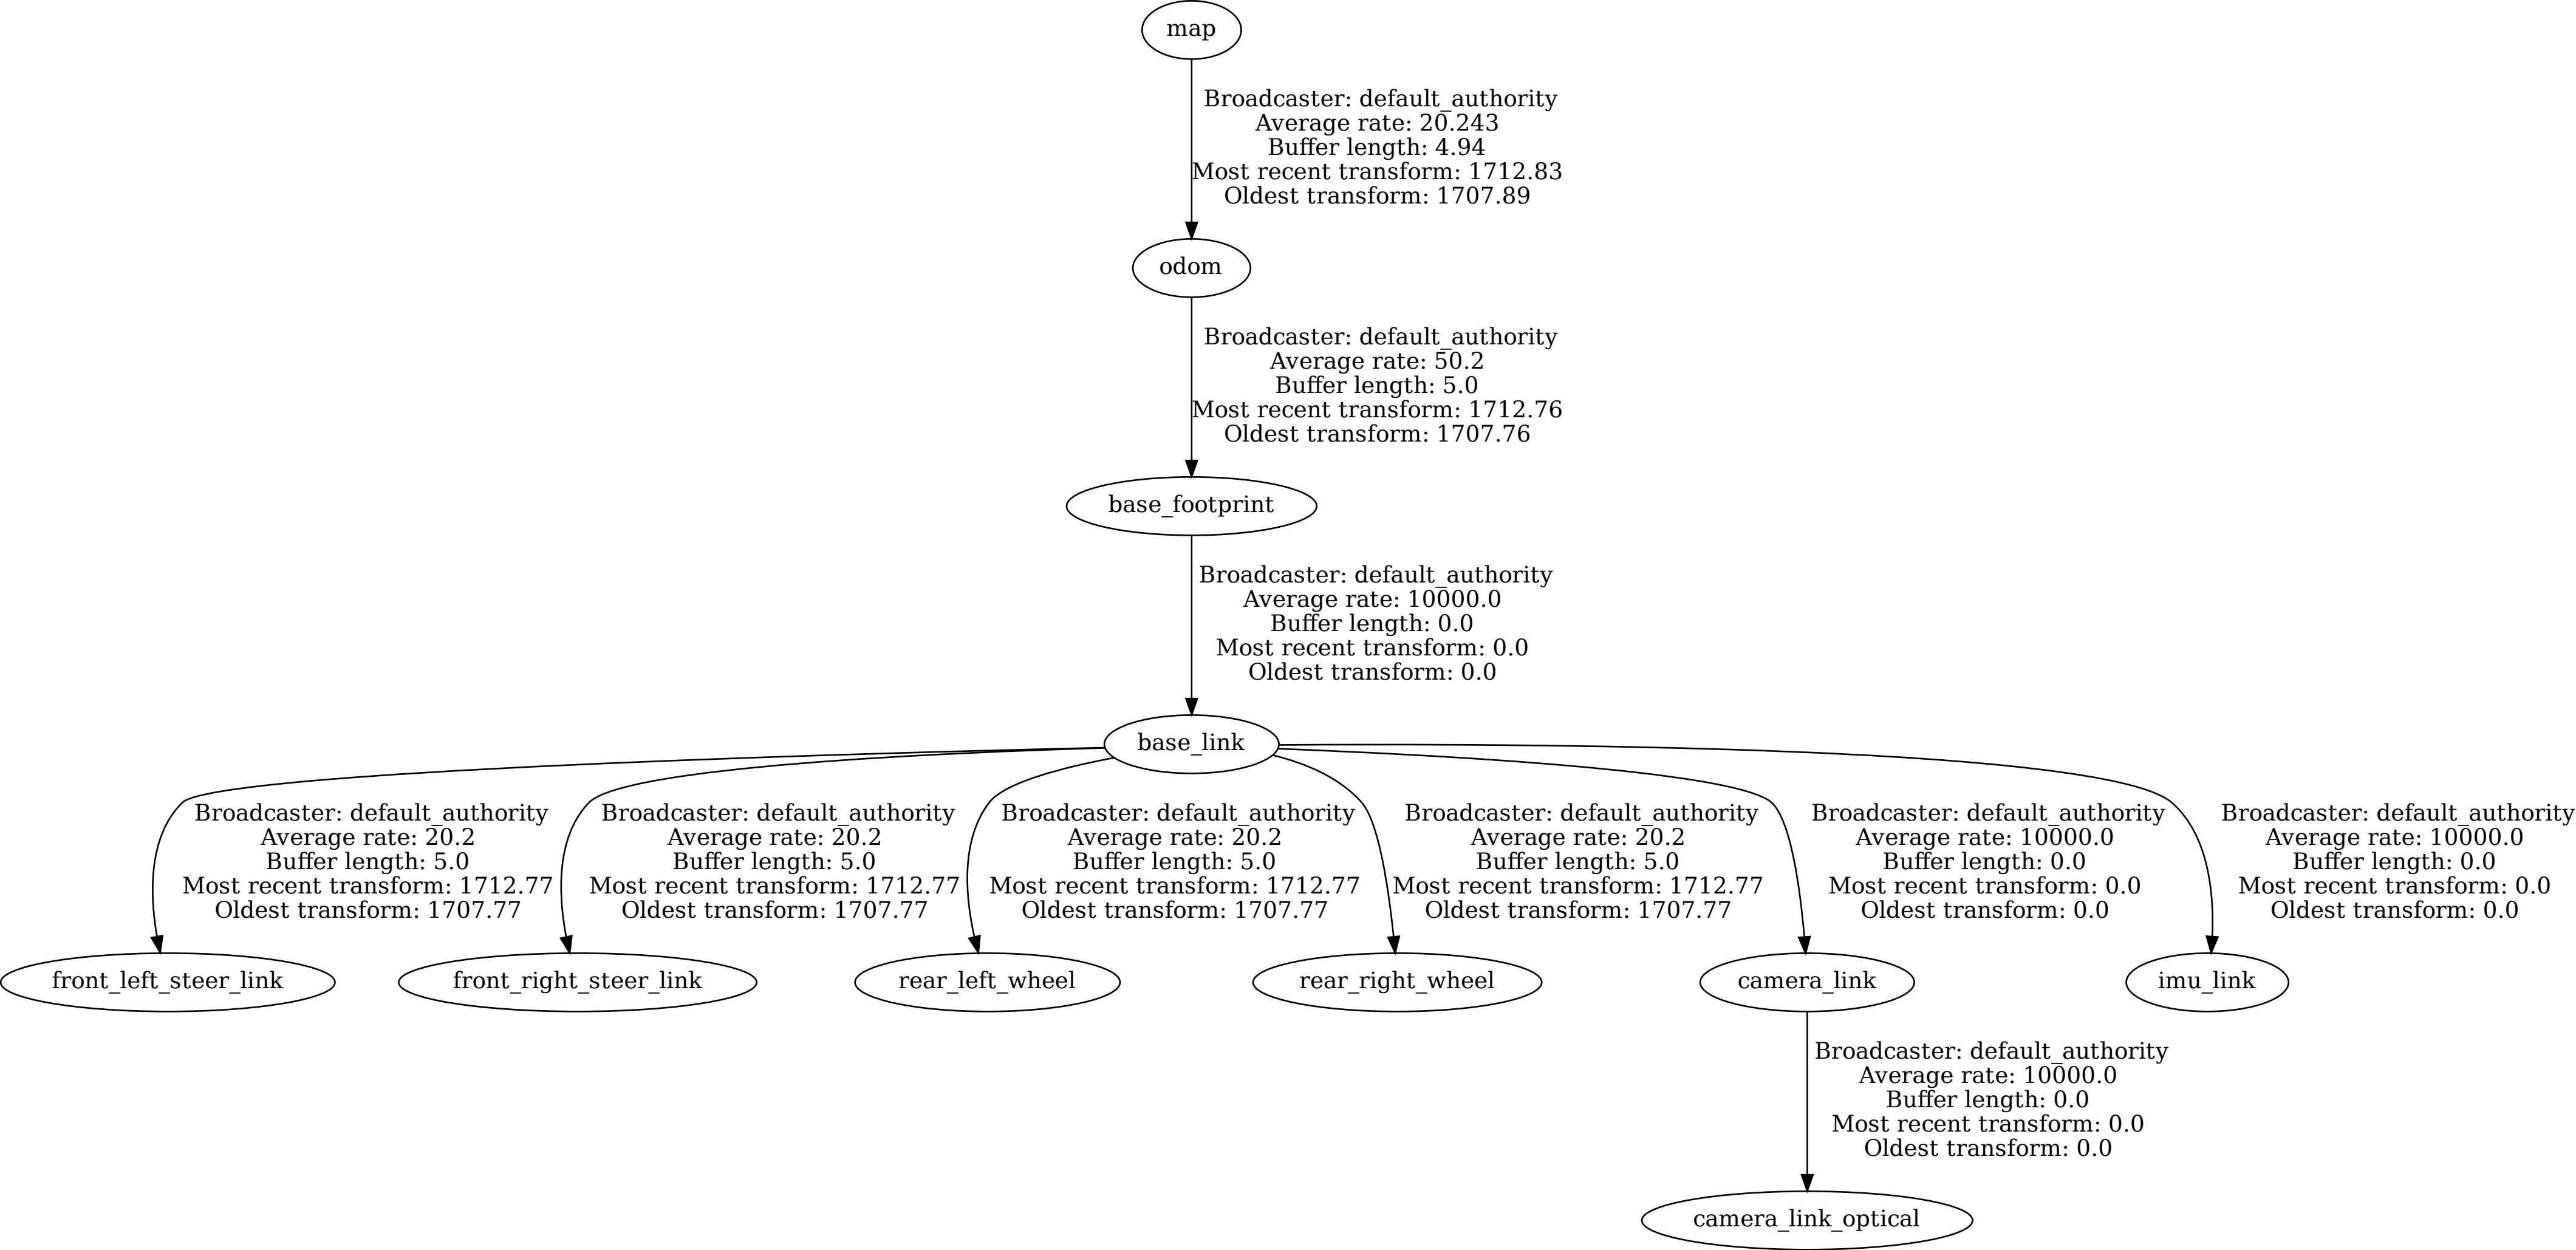 map
Broadcaster: default_authority
Average rate: 20.243
Buffer length: 4.94
Most recent transform: 1712.83
Oldest transform: 1707.89
odom
Broadcaster: default_authority
Average rate: 50.2
Buffer length: 5.0
Most recent transform: 1712.76
Oldest transform: 1707.76
base_footprint
Broadcaster: default_authority
Average rate: 10000.0
Buffer length: 0.0
Most recent transform: 0.0
Oldest transform: 0.0
base_link
Broadcaster: default_authority
Average rate: 20.2
Buffer length: 5.0
Most recent transform: 1712.77
Oldest transform: 1707.77
Broadcaster: default_authority
Average rate: 20.2
Buffer length: 5.0
Most recent transform: 1712.77
Oldest transform: 1707.77
Broadcaster: default_authority
Average rate: 20.2
Buffer length: 5.0
Most recent transform: 1712.77
Oldest transform: 1707.77
Broadcaster: default_authority
Average rate: 20.2
Buffer length: 5.0
Most recent transform: 1712.77
Oldest transform: 1707.77
Broadcaster: default_authority
Average rate: 10000.0
Buffer length: 0.0
Most recent transform: 0.0
Oldest transform: 0.0
Broadcaster: default_authority
Average rate: 10000.0
Buffer length: 0.0
Most recent transform: 0.0
Oldest transform: 0.0
front_left_steer_link
front_right_steer_link
rear_left_wheel
rear_right_wheel
camera_link
imu_link
Broadcaster: default_authority
Average rate: 10000.0
Buffer length: 0.0
Most recent transform: 0.0
Oldest transform: 0.0
camera_link_optical